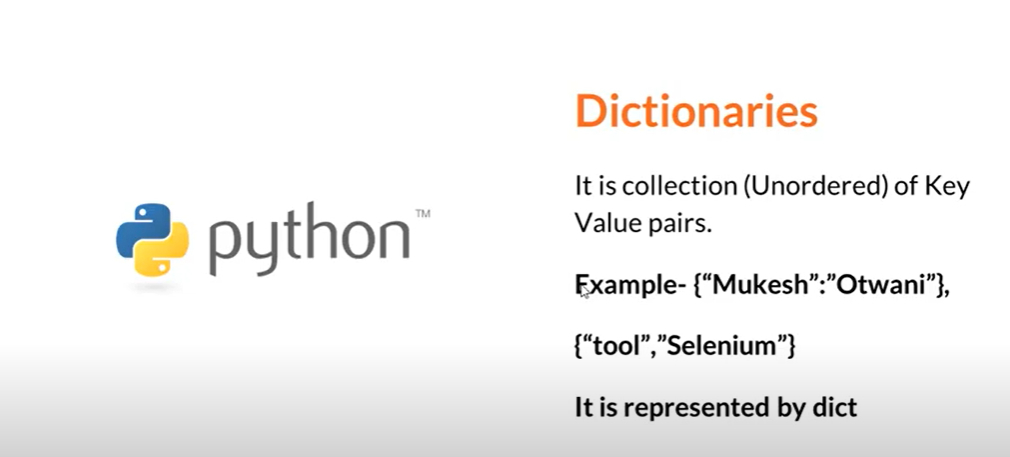 python™
Dictionaries
It is collection (Unordered) of Key
Value pairs.
Example- {“Mukesh”:”Otwani”},
{“tool”,”Selenium”}
It is represented by dict